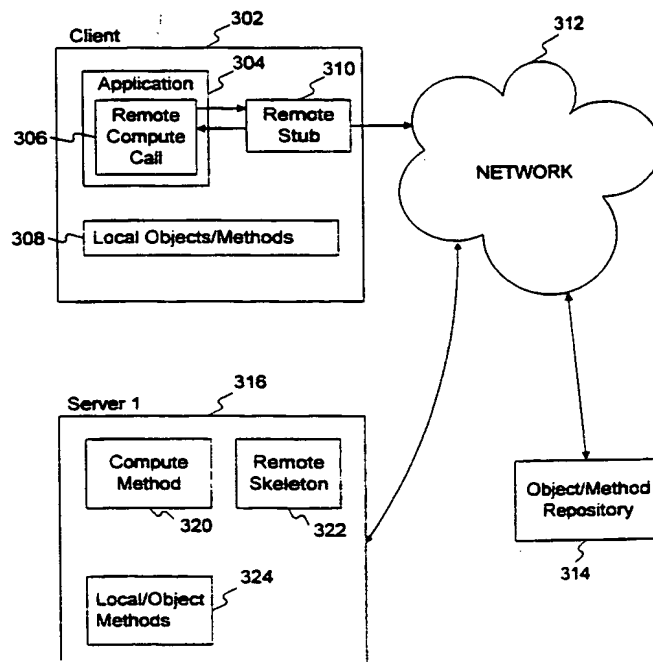 Client
302
312
Application
304
310
306
Remote
Compute
Call
Remote
Stub
NETWORK
308
Local Objects/Methods
Server 1
316
Compute
Method
320
Remote
Skeleton
322
Object/Method
Repository
314
324
Local/Object
Methods